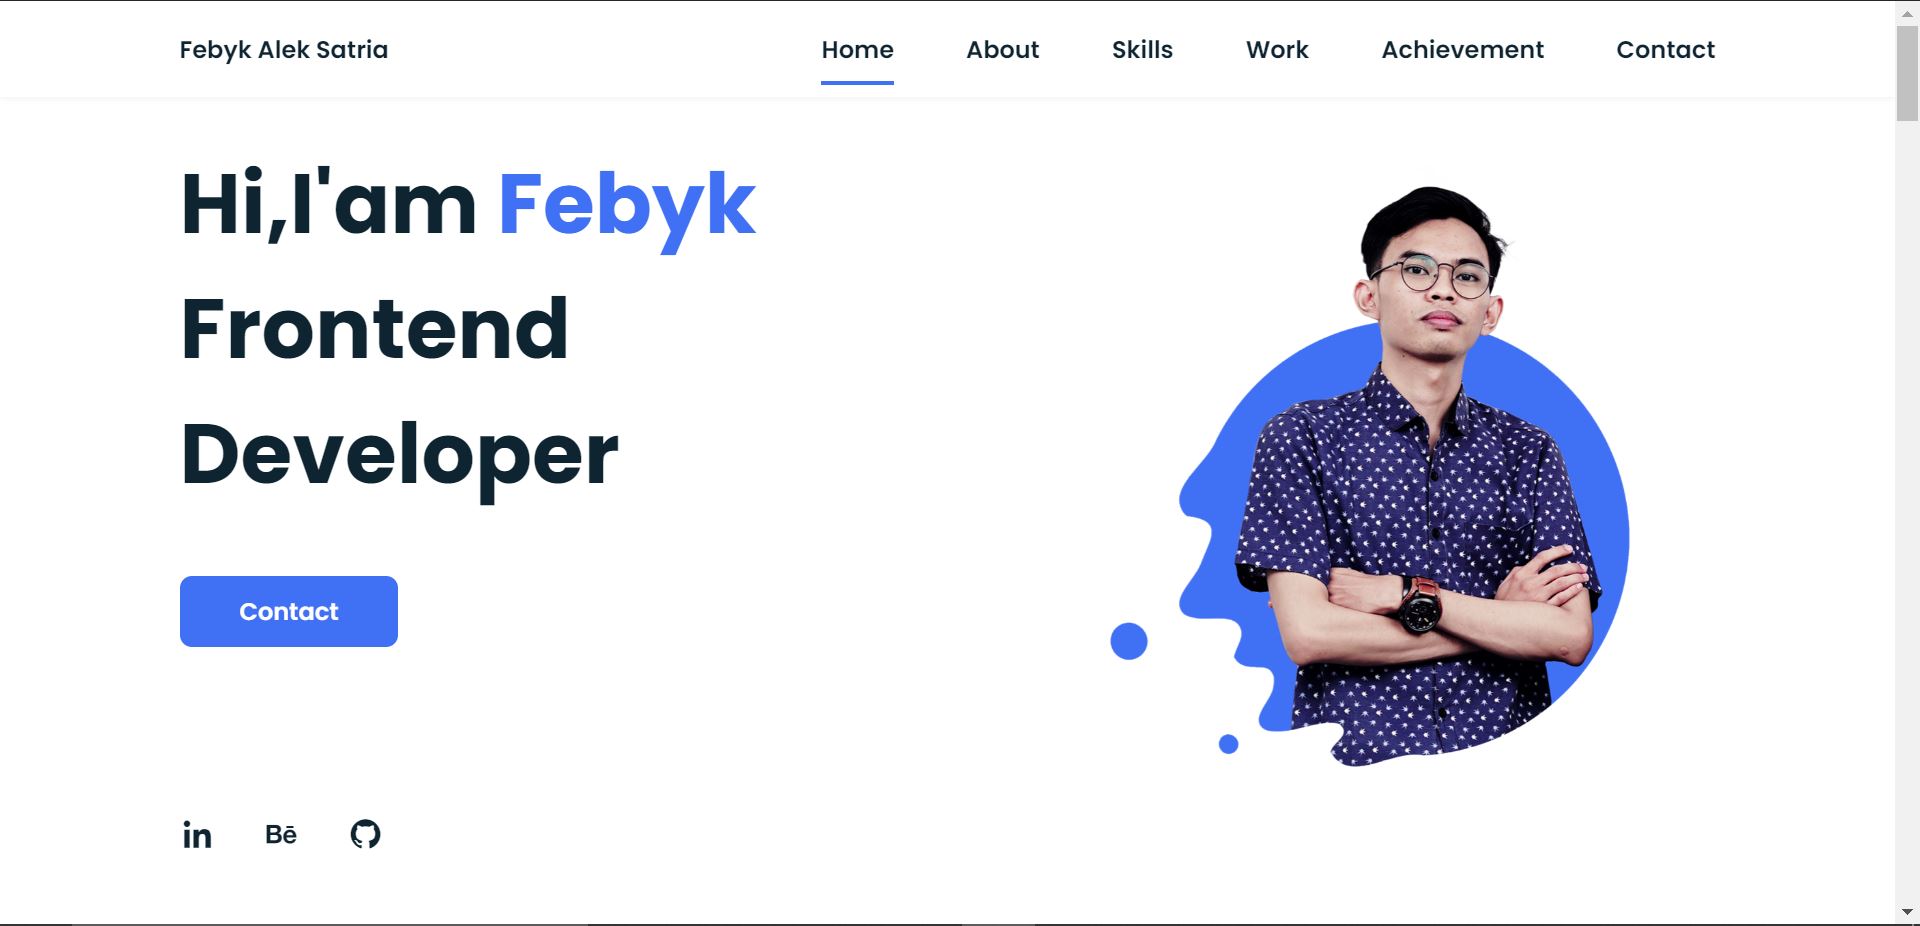 Febyk Alek Satria
Home About Skills Work Achievement Contact
Hi,I'am Febyk
Frontend
Developer
Contact
in Bē